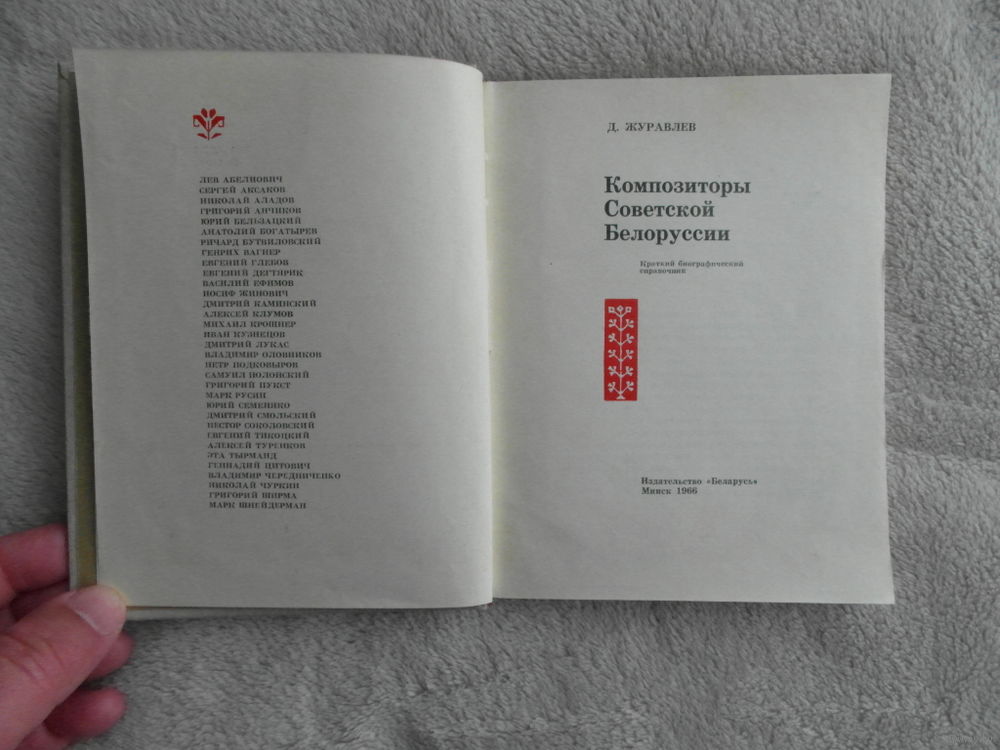 ЛЕВ АБЕЛИОВИЧ
СЕРГЕЙ АКСАКОВ
НИКОЛАЙ АЛАДОВ
ГРИГОРИЙ АНЧИКОВ
ЮРИЙ БЕЛЬЗАЦКИЙ
АНАТОЛИЙ БОГАТЫРЕВ
РИЧАРД БУТВИЛОВСКИЙ
ГЕНРИХ ВАГНЕР
ЕВГЕНИЙ ГЛЕБОВ
ЕВГЕНИЙ ДЕГТЯРИК
ВАСИЛИЙ ЕФИМОВ
ИОСИФ ЖИНОВИЧ
ДМИТРИЙ КАМИНСКИЙ
АЛЕКСЕЙ КЛУМОВ
МИХАИЛ КРОШНЕР
ИВАН КУЗНЕЦОВ
ДМИТРИЙ ЛУКАС
ВЛАДИМИР ОЛОВНИКОВ
ПЕТР ПОДКОВЫРОВ
САМУИЛ ПОЛОНСКИЙ
ГРИГОРИЙ ПУКСТ
МАРК РУСИН
ЮРИЙ СЕМЕНЯКО
ДМИТРИЙ СМОЛЬСКИЙ
НЕСТОР СОКОЛОВСКИЙ
ЕВГЕНИЙ ТИКОЦКИЙ
АЛЕКСЕЙ ТУРЕНКОВ
ЭТА ТЫРМАНД
ГЕННАДИЙ ЦИТОВИЧ
ВЛАДИМИР ЧЕРЕДНИЧЕНКО
НИКОЛАЙ ЧУРКИН
ГРИГОРИЙ ШИРМА
МАРК ШНЕЙДЕРМАН
Д. ЖУРАВЛЕВ
Композиторы
Советской
Белоруссии
Краткий биографический
справочник
Издательство «Беларусь»
Минск 1966